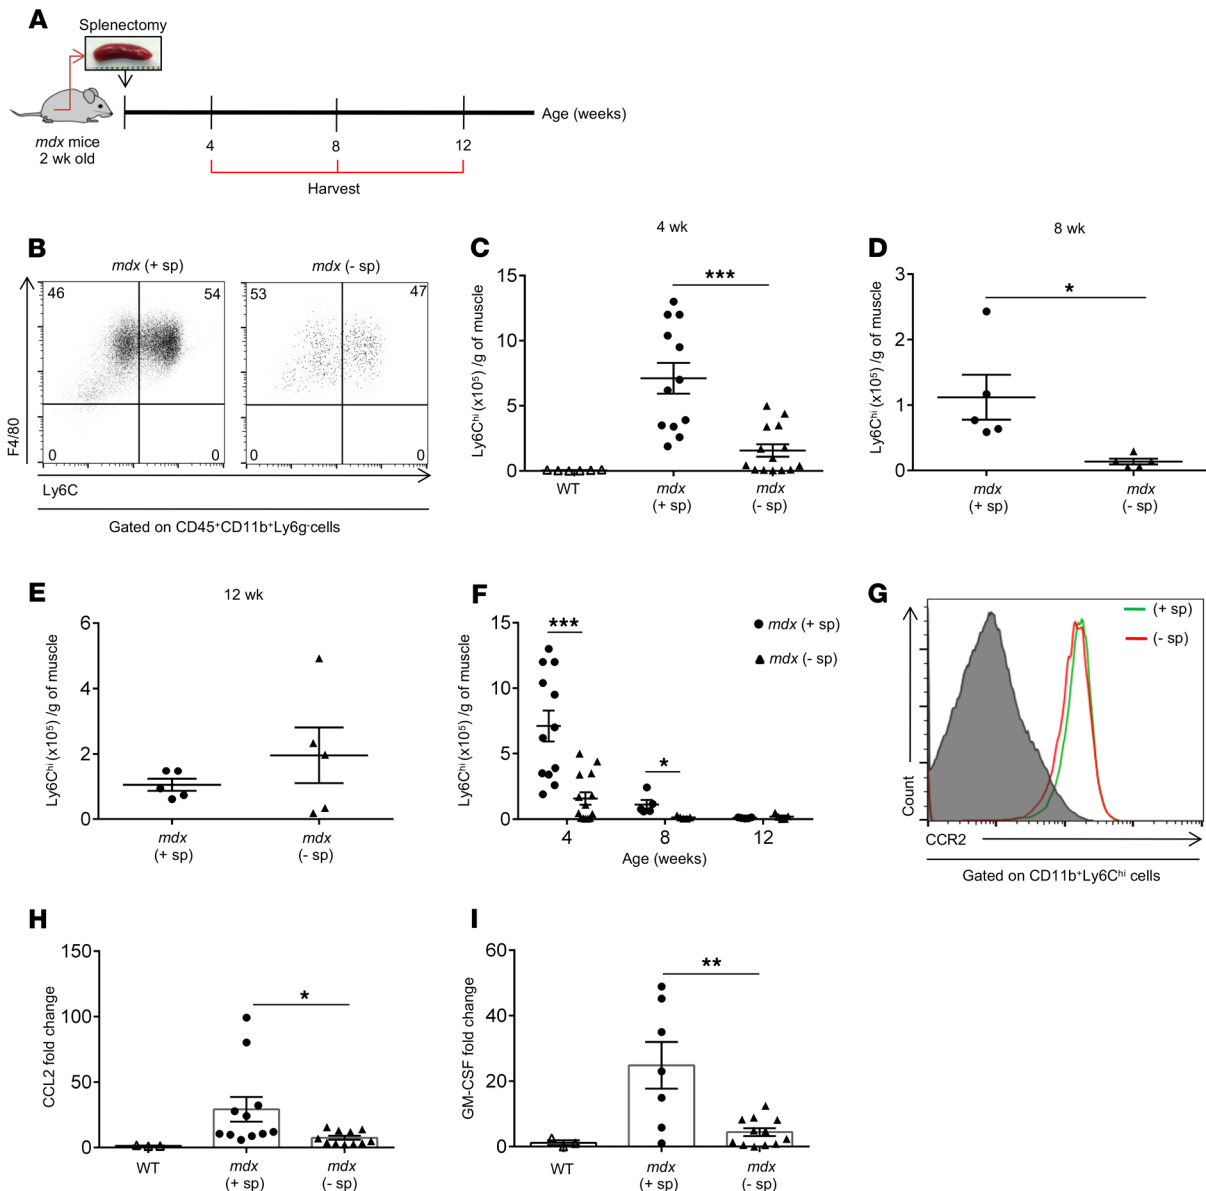 A
Splenectomy
mdx mice
2 wk old
4
8
12
Age (weeks)
Harvest
B
mdx (+ sp)
mdx (- sp)
46
54
0
0
53
47
0
0
F4/80
Ly6C
Gated on CD45⁺CD11b⁺Ly6g⁻cells
C
4 wk
Ly6Cʰⁱ (x10⁵) /g of muscle
15
10
5
0
***
WT
mdx
(+ sp)
mdx
(- sp)
D
8 wk
Ly6Cʰⁱ (x10⁵) /g of muscle
3
2
1
0
*
mdx
(+ sp)
mdx
(- sp)
E
12 wk
Ly6Cʰⁱ (x10⁵) /g of muscle
6
4
2
0
mdx
(+ sp)
mdx
(- sp)
F
Ly6Cʰⁱ (x10⁵) /g of muscle
15
10
5
0
***
*
mdx (+ sp)
mdx (- sp)
4
8
12
Age (weeks)
G
(+ sp)
(- sp)
Count
CCR2
Gated on CD11b⁺Ly6Cʰⁱ cells
H
CCL2 fold change
150
100
50
0
*
WT
mdx
(+ sp)
mdx
(- sp)
I
GM-CSF fold change
60
40
20
0
**
WT
mdx
(+ sp)
mdx
(- sp)